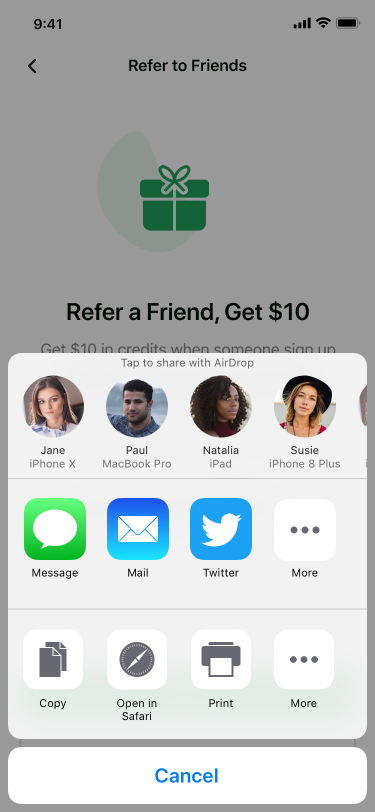 9:41
Refer to Friends
Refer a Friend, Get $10
Get $10 in credits when someone sign up
Tap to share with AirDrop
Jane
iPhone X
Paul
MacBook Pro
Natalia
iPad
Susie
iPhone 8 Plus
Message
Mail
Twitter
More
Copy
Open in
Safari
Print
More
Cancel